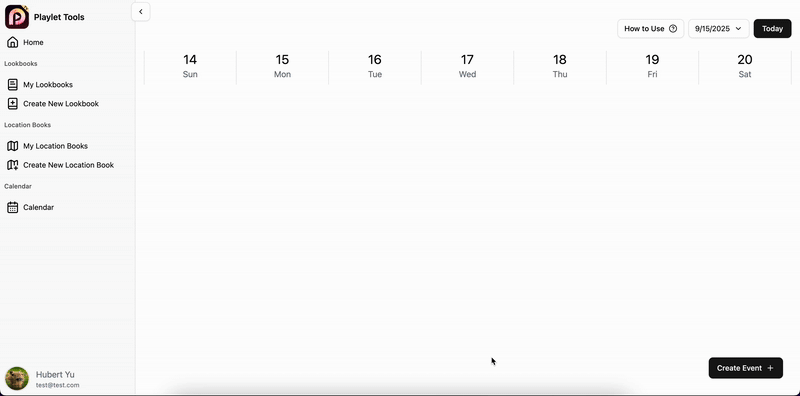 Playlet Tools
Home
Lookbooks
My Lookbooks
Create New Lookbook
Location Books
My Location Books
Create New Location Book
Calendar
Calendar
Hubert Yu
test@test.com
How to Use
9/15/2025
Today
14 15 16 17 18 19 20
Sun Mon Tue Wed Thu Fri Sat
Create Event